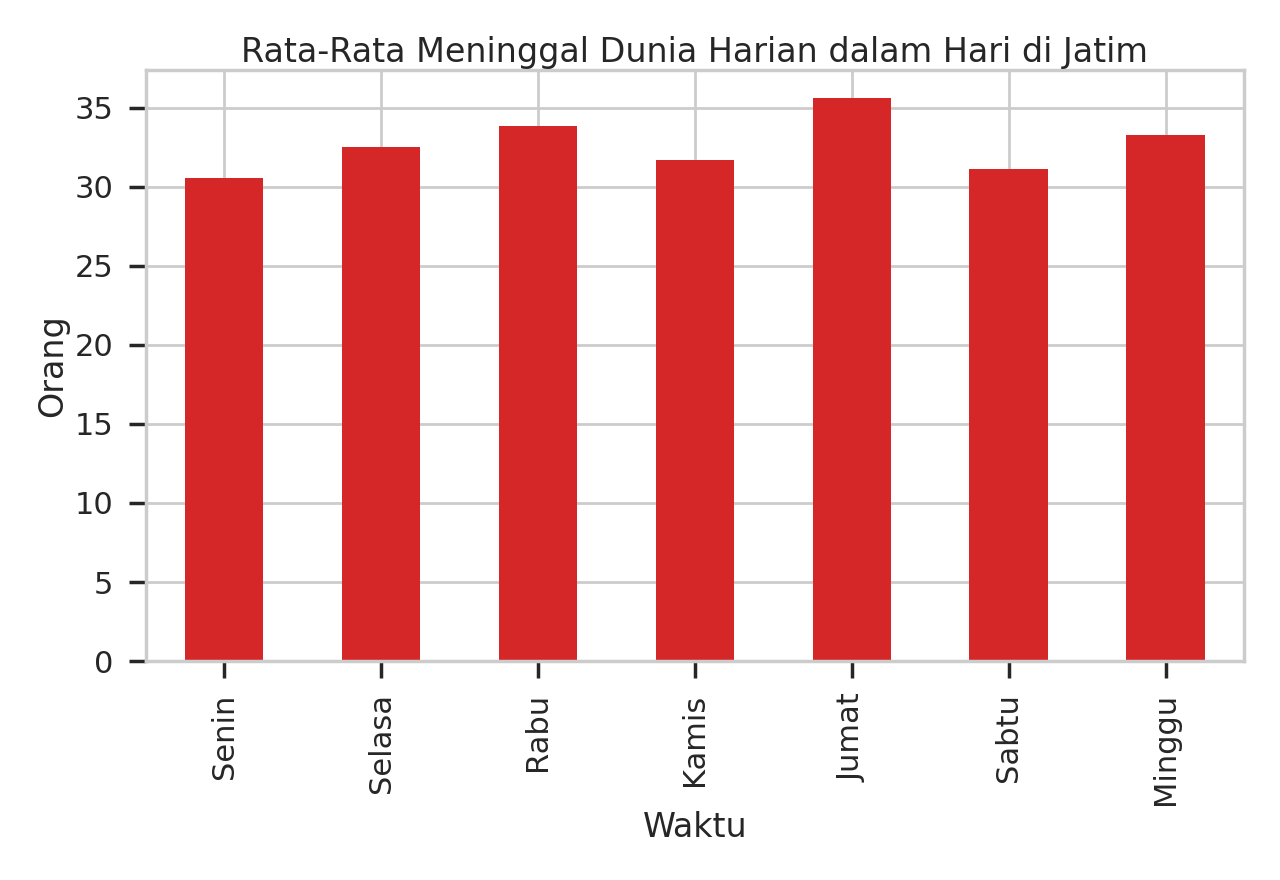 Rata-Rata Meninggal Dunia Harian dalam Hari di Jatim
Orang
35
30
25
20
15
10
5
0
Senin
Selasa
Rabu
Kamis
Jumat
Sabtu
Minggu
Waktu